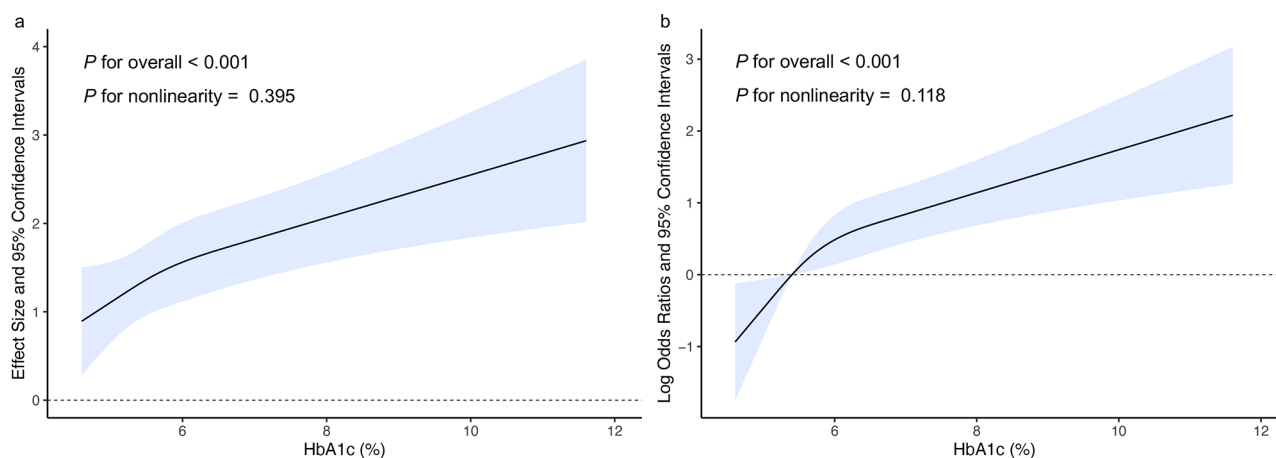 a
P for overall < 0.001
P for nonlinearity = 0.395
Effect Size and 95% Confidence Intervals
4
3
2
1
0
6
8
10
12
HbA1c (%)
b
P for overall < 0.001
P for nonlinearity = 0.118
Log Odds Ratios and 95% Confidence Intervals
3
2
1
0
−1
6
8
10
12
HbA1c (%)